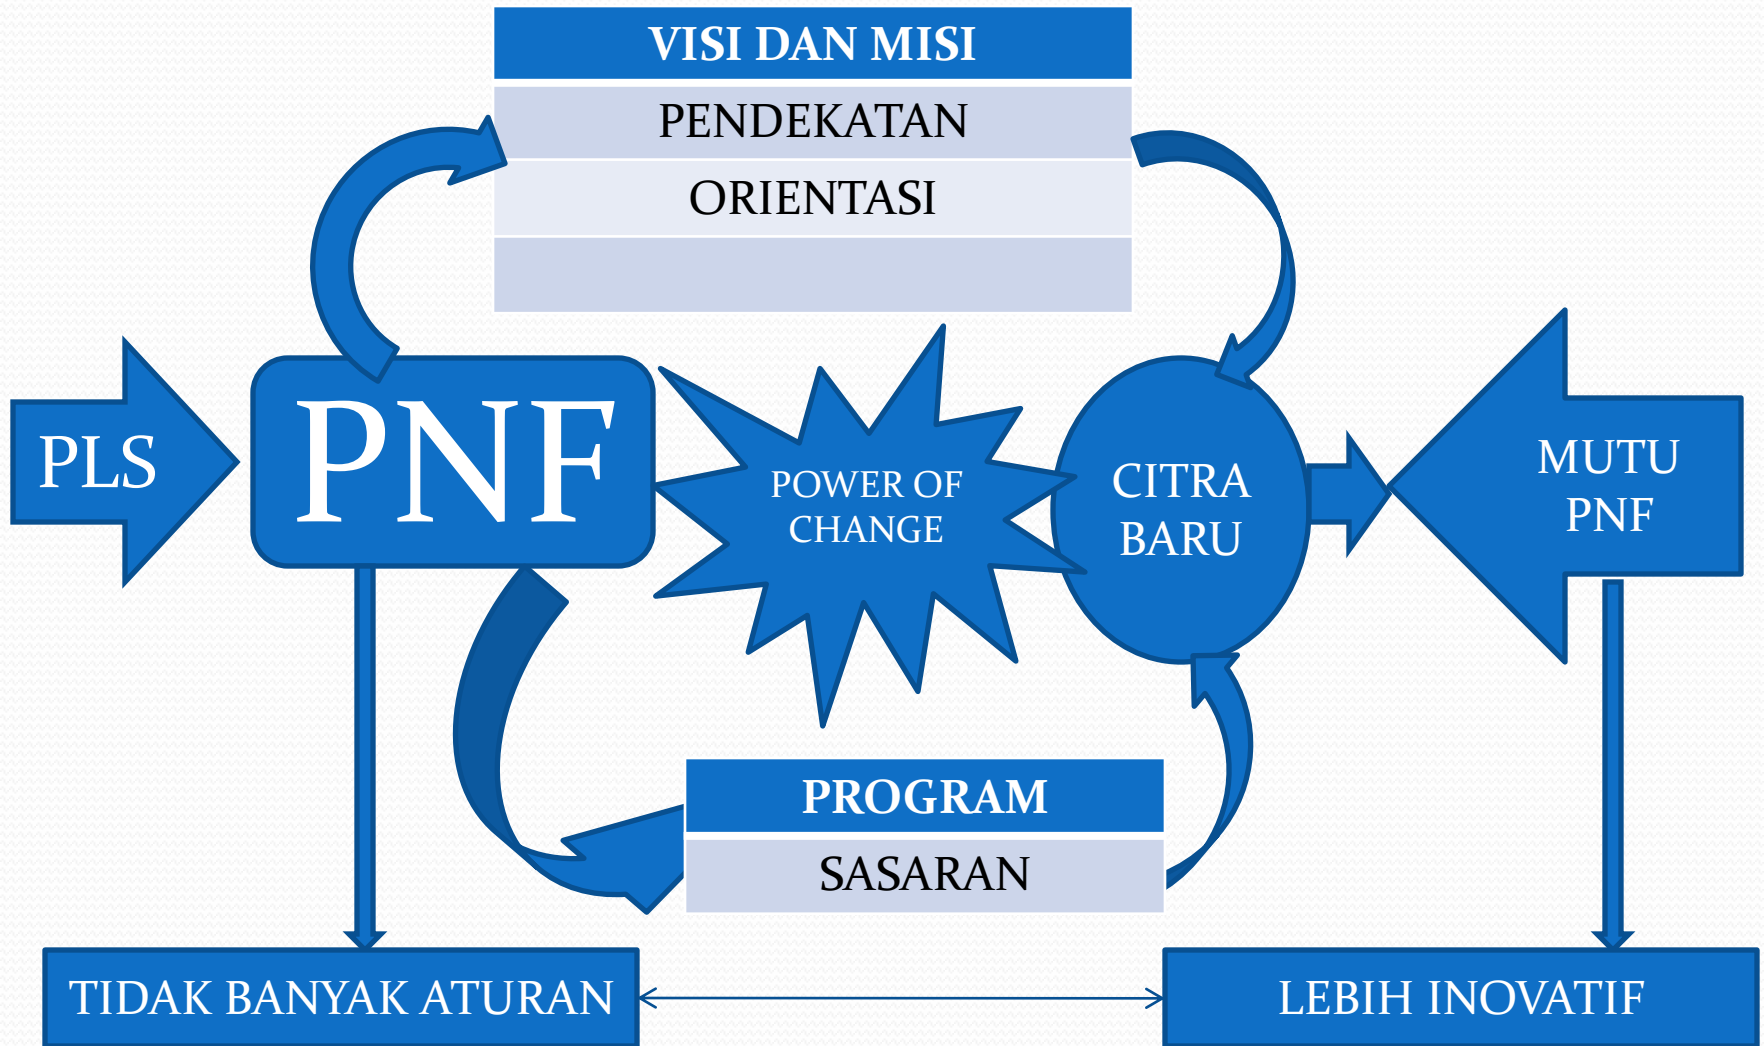 VISI DAN MISI
PENDEKATAN
ORIENTASI
PLS
PNF
POWER OF
CHANGE
CITRA
BARU
MUTU
PNF
PROGRAM
SASARAN
TIDAK BANYAK ATURAN
LEBIH INOVATIF